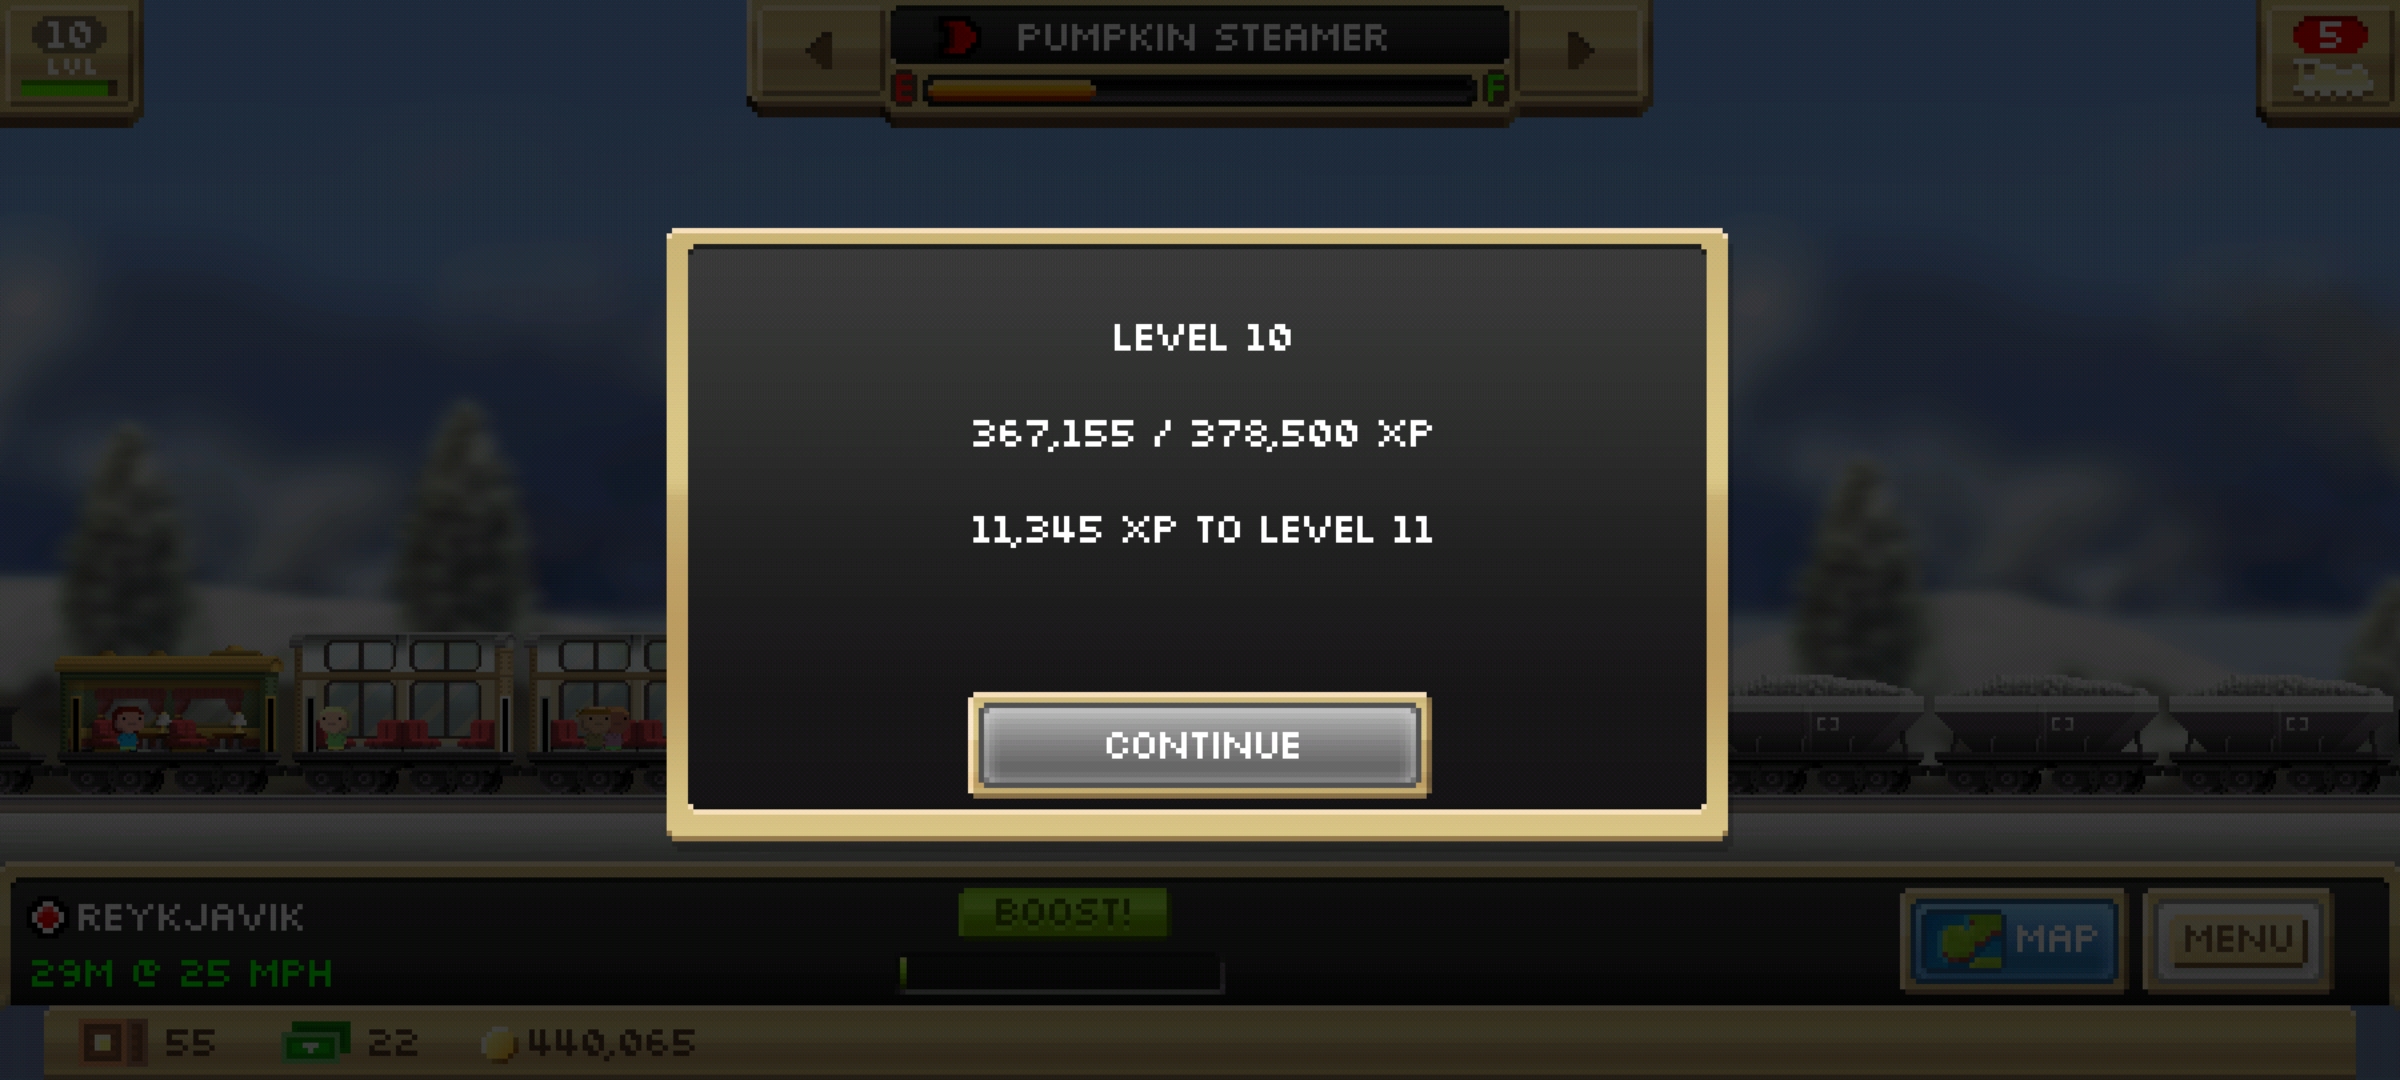 10
LVL
PUMPKIN STEAMER
E F
5
LEVEL 10
367,155 / 378,500 XP
11,345 XP TO LEVEL 11
CONTINUE
REYKJAVIK
29M @ 25 MPH
BOOST!
MAP
MENU
55 22 440,065